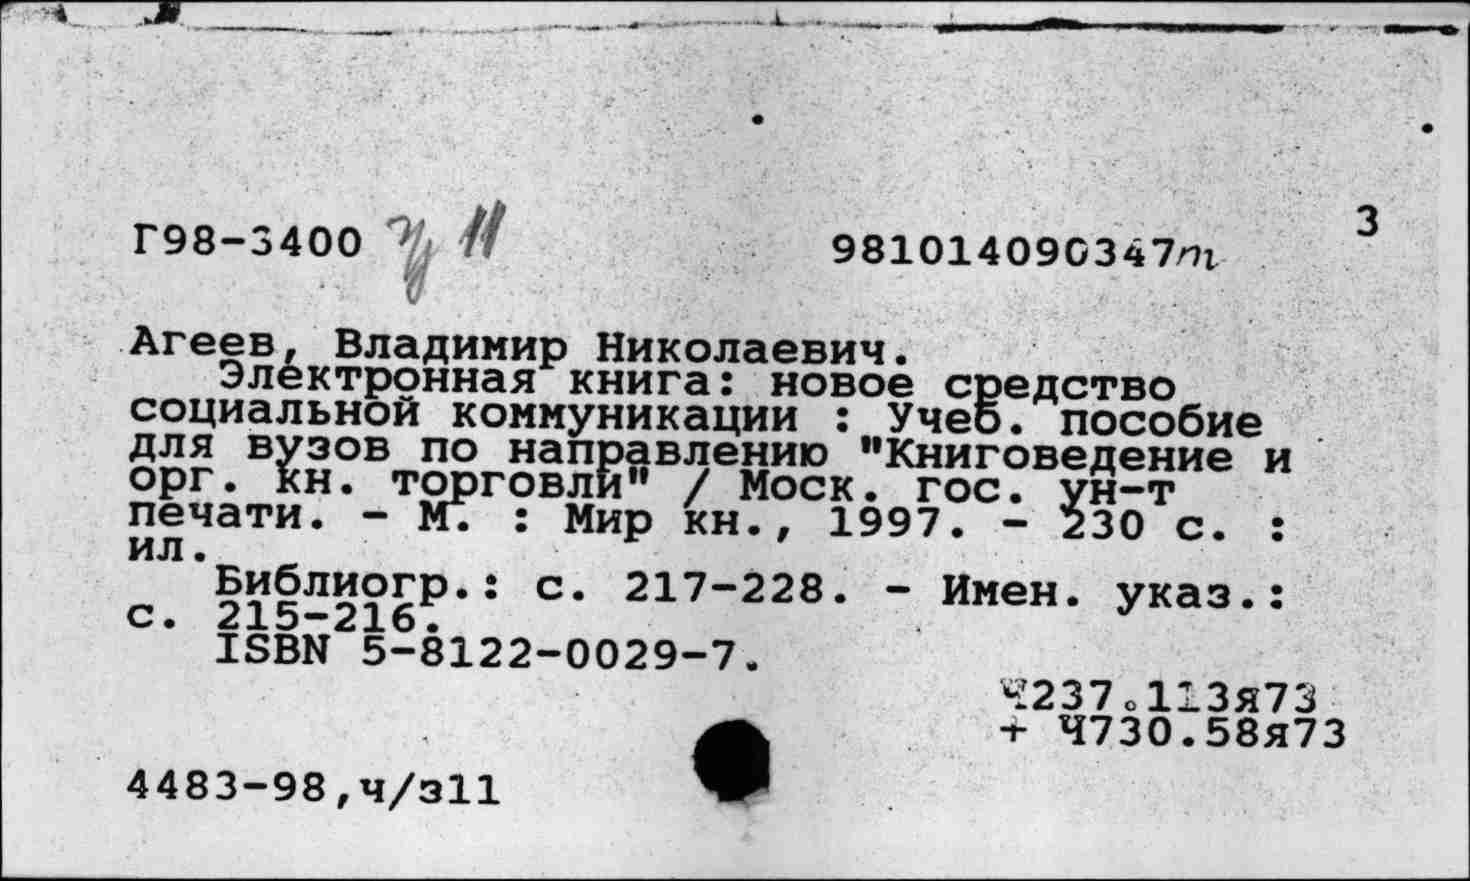 3
Г98-3400 11
981014090347m
Агеев, Владимир Николаевич.
Электронная книга: новое средство
социальной коммуникации : Учеб. пособие
для вузов по направлению "Книговедение и
орг. кн. торговли" / Моск. гос. ун-т
печати. - М. : Мир кн., 1997. - 230 с. :
ил.
Библиогр.: с. 217-228. - Имен. указ.:
с. 215-216.
ISBN 5-8122-0029-7.
Ч237.113я73
+ Ч730.58я73
4483-98,ч/з11